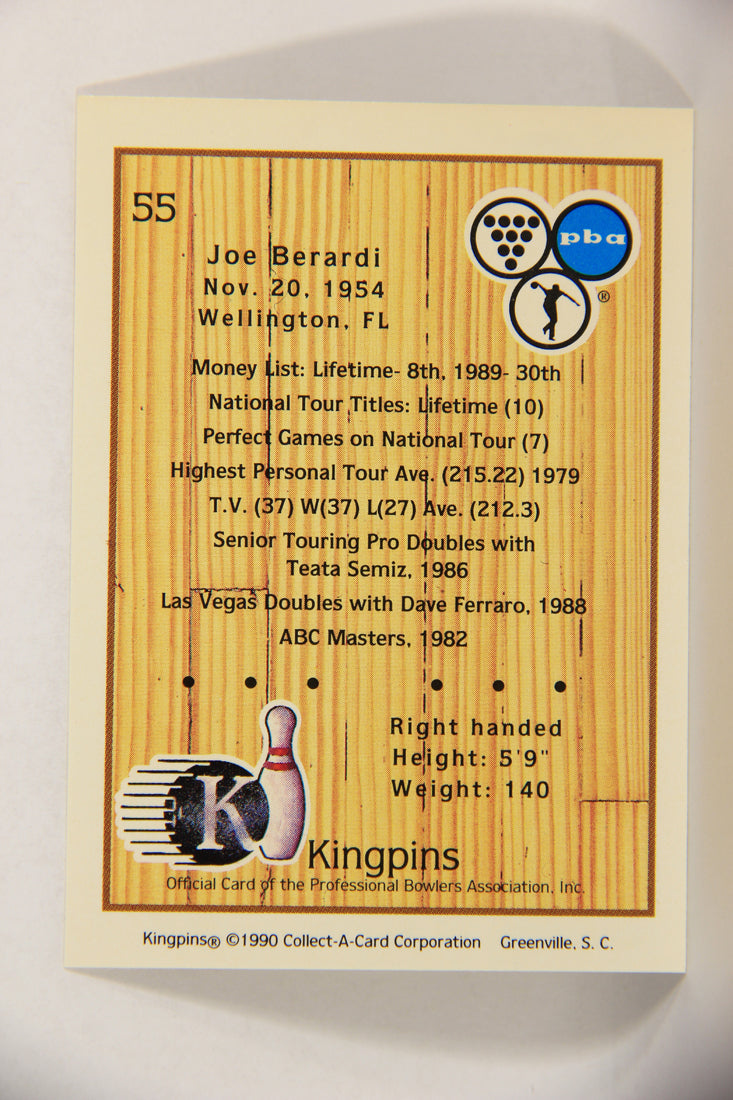 55
pba
®
Joe Berardi
Nov. 20, 1954
Wellington, FL
Money List: Lifetime- 8th, 1989- 30th
National Tour Titles: Lifetime (10)
Perfect Games on National Tour (7)
Highest Personal Tour Ave. (215.22) 1979
T.V. (37) W(37) L(27) Ave. (212.3)
Senior Touring Pro Doubles with
Teata Semiz, 1986
Las Vegas Doubles with Dave Ferraro, 1988
ABC Masters, 1982
Right handed
Height: 5'9"
Weight: 140
K
Kingpins
Official Card of the Professional Bowlers Association, Inc.
Kingpins® ©1990 Collect-A-Card Corporation Greenville, S. C.